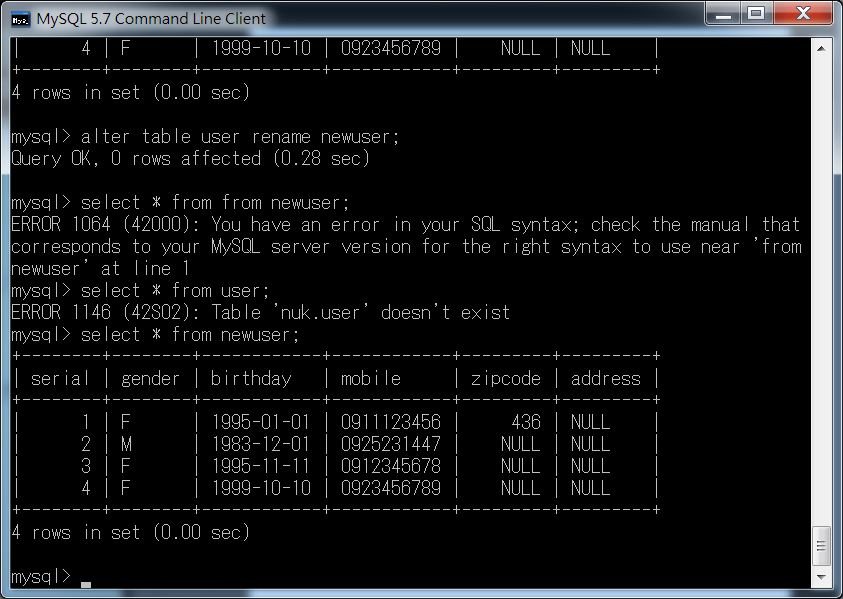 MySQL 5.7 Command Line Client
|      4 | F      | 1999-10-10 | 0923456789 |    NULL | NULL    |
+--------+--------+------------+------------+---------+---------+
4 rows in set (0.00 sec)
mysql> alter table user rename newuser;
Query OK, 0 rows affected (0.28 sec)
mysql> select * from from newuser;
ERROR 1064 (42000): You have an error in your SQL syntax; check the manual that
corresponds to your MySQL server version for the right syntax to use near 'from
newuser' at line 1
mysql> select * from user;
ERROR 1146 (42S02): Table 'nuk.user' doesn't exist
mysql> select * from newuser;
+--------+--------+------------+------------+---------+---------+
| serial | gender | birthday   | mobile     | zipcode | address |
+--------+--------+------------+------------+---------+---------+
|      1 | F      | 1995-01-01 | 0911123456 |     436 | NULL    |
|      2 | M      | 1983-12-01 | 0925231447 |    NULL | NULL    |
|      3 | F      | 1995-11-11 | 0912345678 |    NULL | NULL    |
|      4 | F      | 1999-10-10 | 0923456789 |    NULL | NULL    |
+--------+--------+------------+------------+---------+---------+
4 rows in set (0.00 sec)
mysql> _